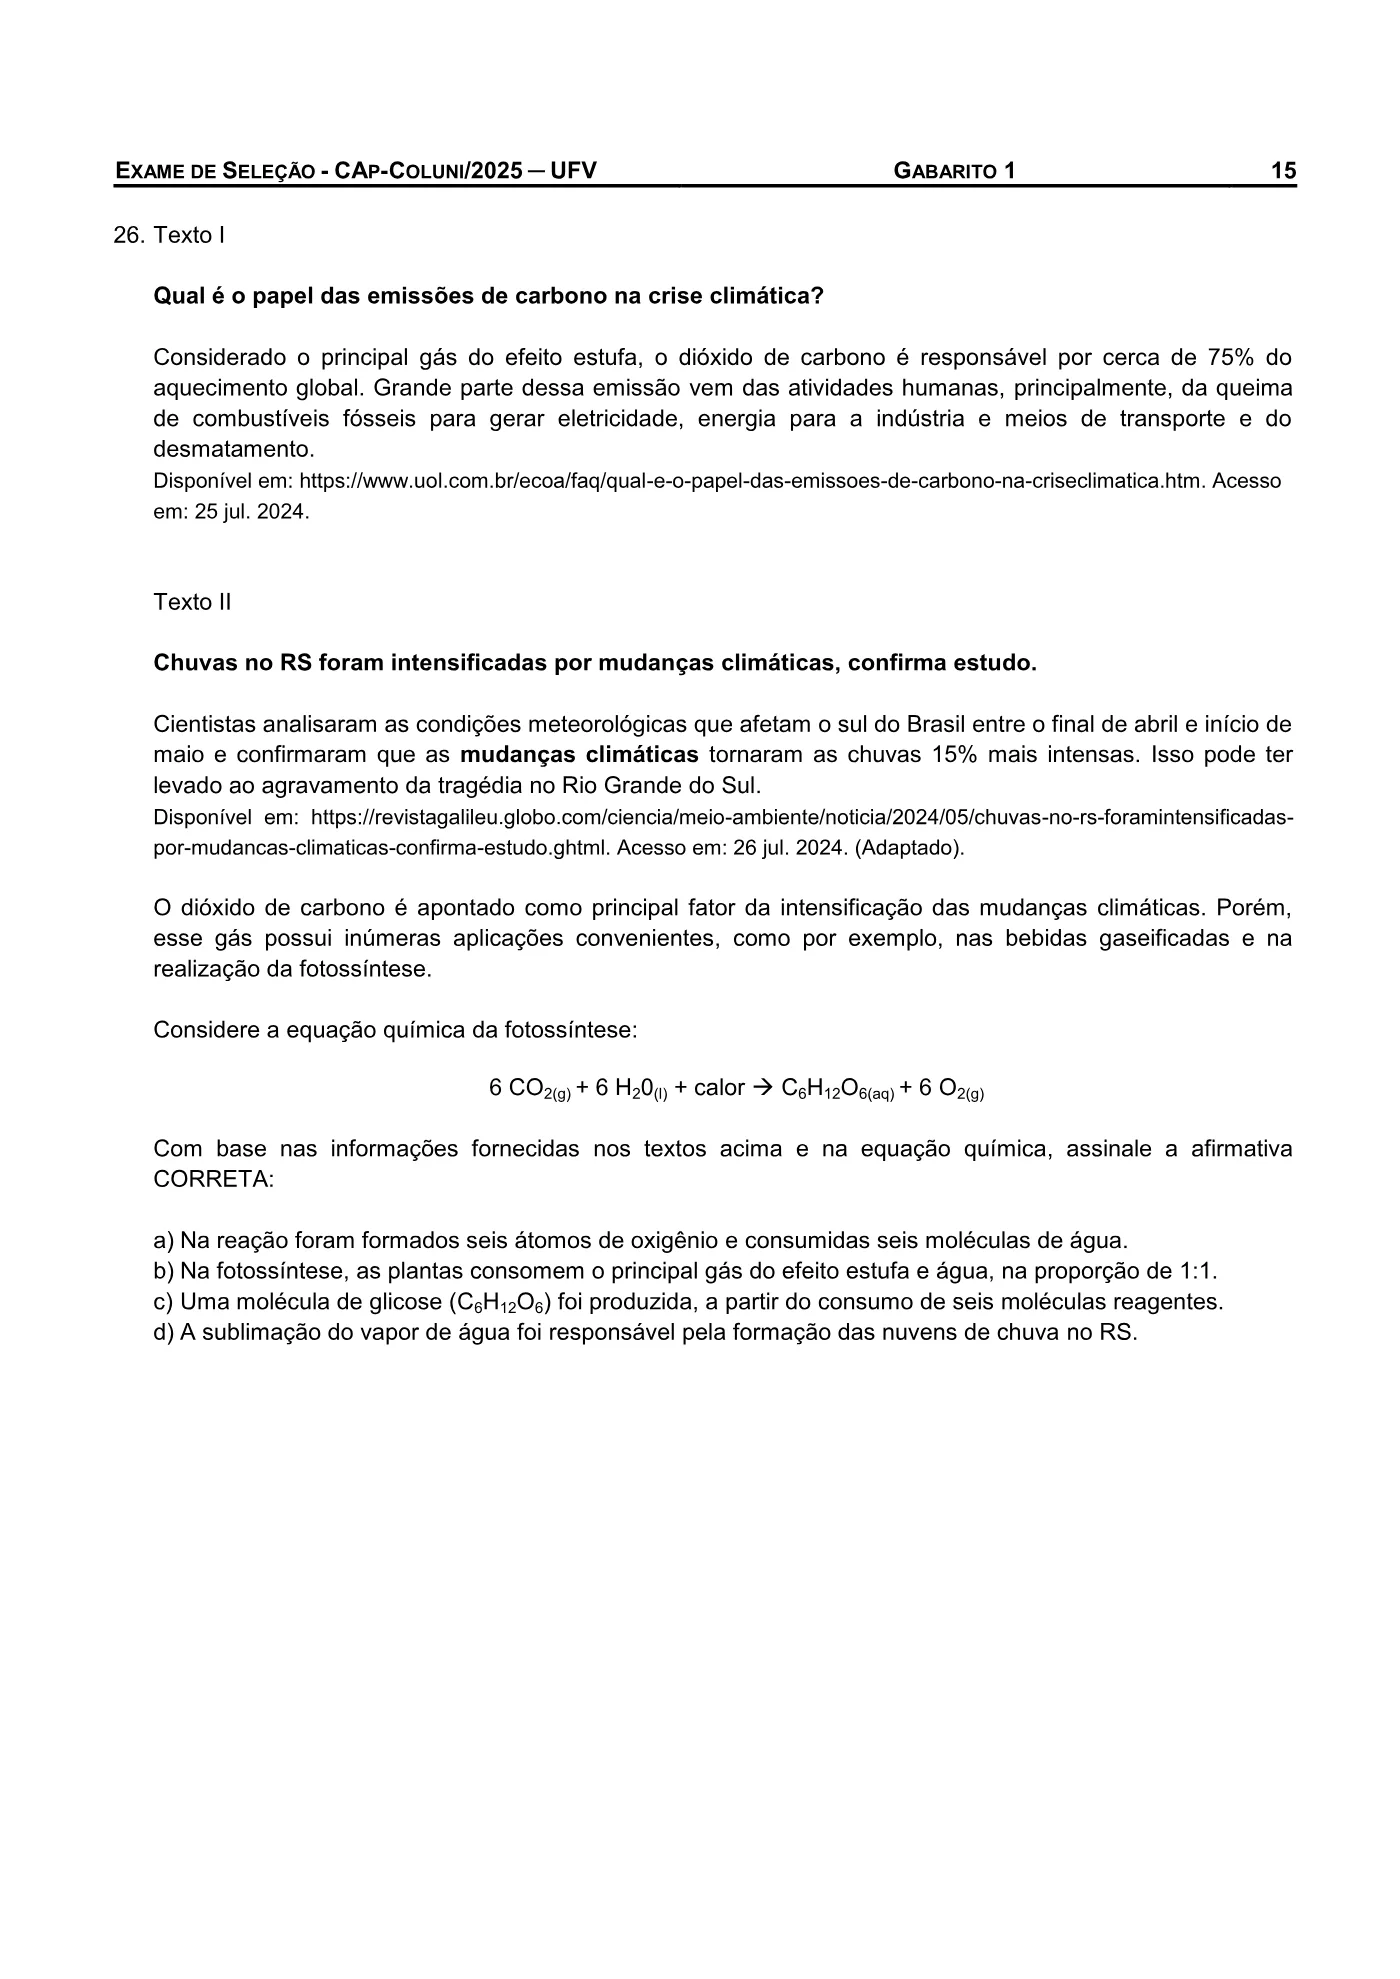 EXAME DE SELEÇÃO - CAP-COLUNI/2025 — UFV GABARITO 1 15
26. Texto I
Qual é o papel das emissões de carbono na crise climática?
Considerado o principal gás do efeito estufa, o dióxido de carbono é responsável por cerca de 75% do
aquecimento global. Grande parte dessa emissão vem das atividades humanas, principalmente, da queima
de combustíveis fósseis para gerar eletricidade, energia para a indústria e meios de transporte e do
desmatamento.
Disponível em: https://www.uol.com.br/ecoa/faq/qual-e-o-papel-das-emissoes-de-carbono-na-criseclimatica.htm. Acesso
em: 25 jul. 2024.
Texto II
Chuvas no RS foram intensificadas por mudanças climáticas, confirma estudo.
Cientistas analisaram as condições meteorológicas que afetam o sul do Brasil entre o final de abril e início de
maio e confirmaram que as mudanças climáticas tornaram as chuvas 15% mais intensas. Isso pode ter
levado ao agravamento da tragédia no Rio Grande do Sul.
Disponível em: https://revistagalileu.globo.com/ciencia/meio-ambiente/noticia/2024/05/chuvas-no-rs-foramintensificadas-
por-mudancas-climaticas-confirma-estudo.ghtml. Acesso em: 26 jul. 2024. (Adaptado).
O dióxido de carbono é apontado como principal fator da intensificação das mudanças climáticas. Porém,
esse gás possui inúmeras aplicações convenientes, como por exemplo, nas bebidas gaseificadas e na
realização da fotossíntese.
Considere a equação química da fotossíntese:
6 CO2(g) + 6 H20(l) + calor → C6H12O6(aq) + 6 O2(g)
Com base nas informações fornecidas nos textos acima e na equação química, assinale a afirmativa
CORRETA:
a) Na reação foram formados seis átomos de oxigênio e consumidas seis moléculas de água.
b) Na fotossíntese, as plantas consomem o principal gás do efeito estufa e água, na proporção de 1:1.
c) Uma molécula de glicose (C6H12O6) foi produzida, a partir do consumo de seis moléculas reagentes.
d) A sublimação do vapor de água foi responsável pela formação das nuvens de chuva no RS.